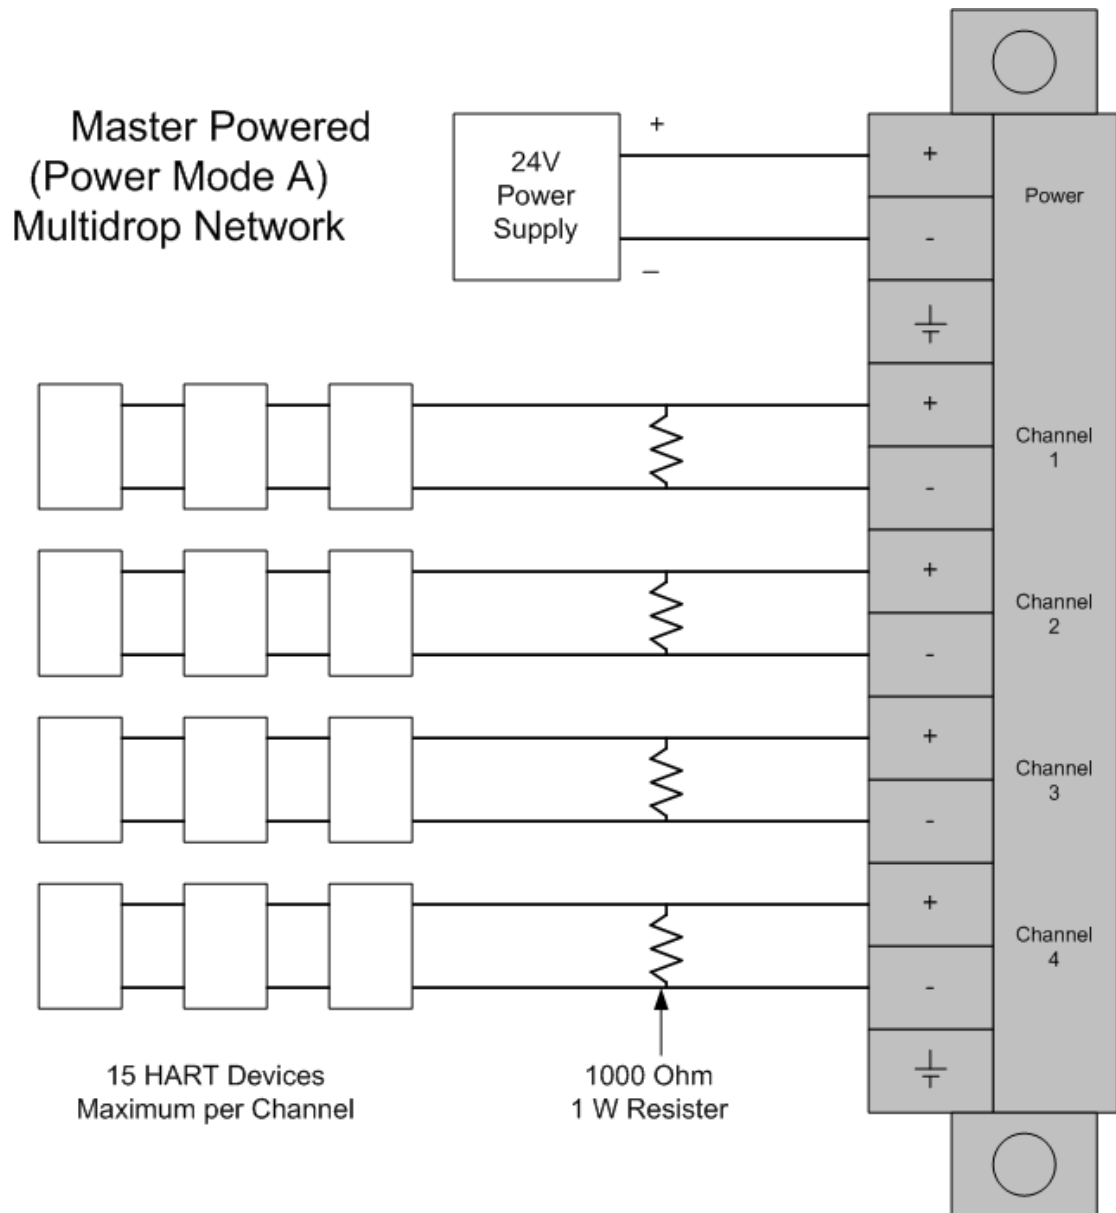 Master Powered
(Power Mode A)
Multidrop Network
24V
Power
Supply
+
–
+
-
Power
+
-
Channel
1
+
-
Channel
2
+
-
Channel
3
+
-
Channel
4
15 HART Devices
Maximum per Channel
1000 Ohm
1 W Resister